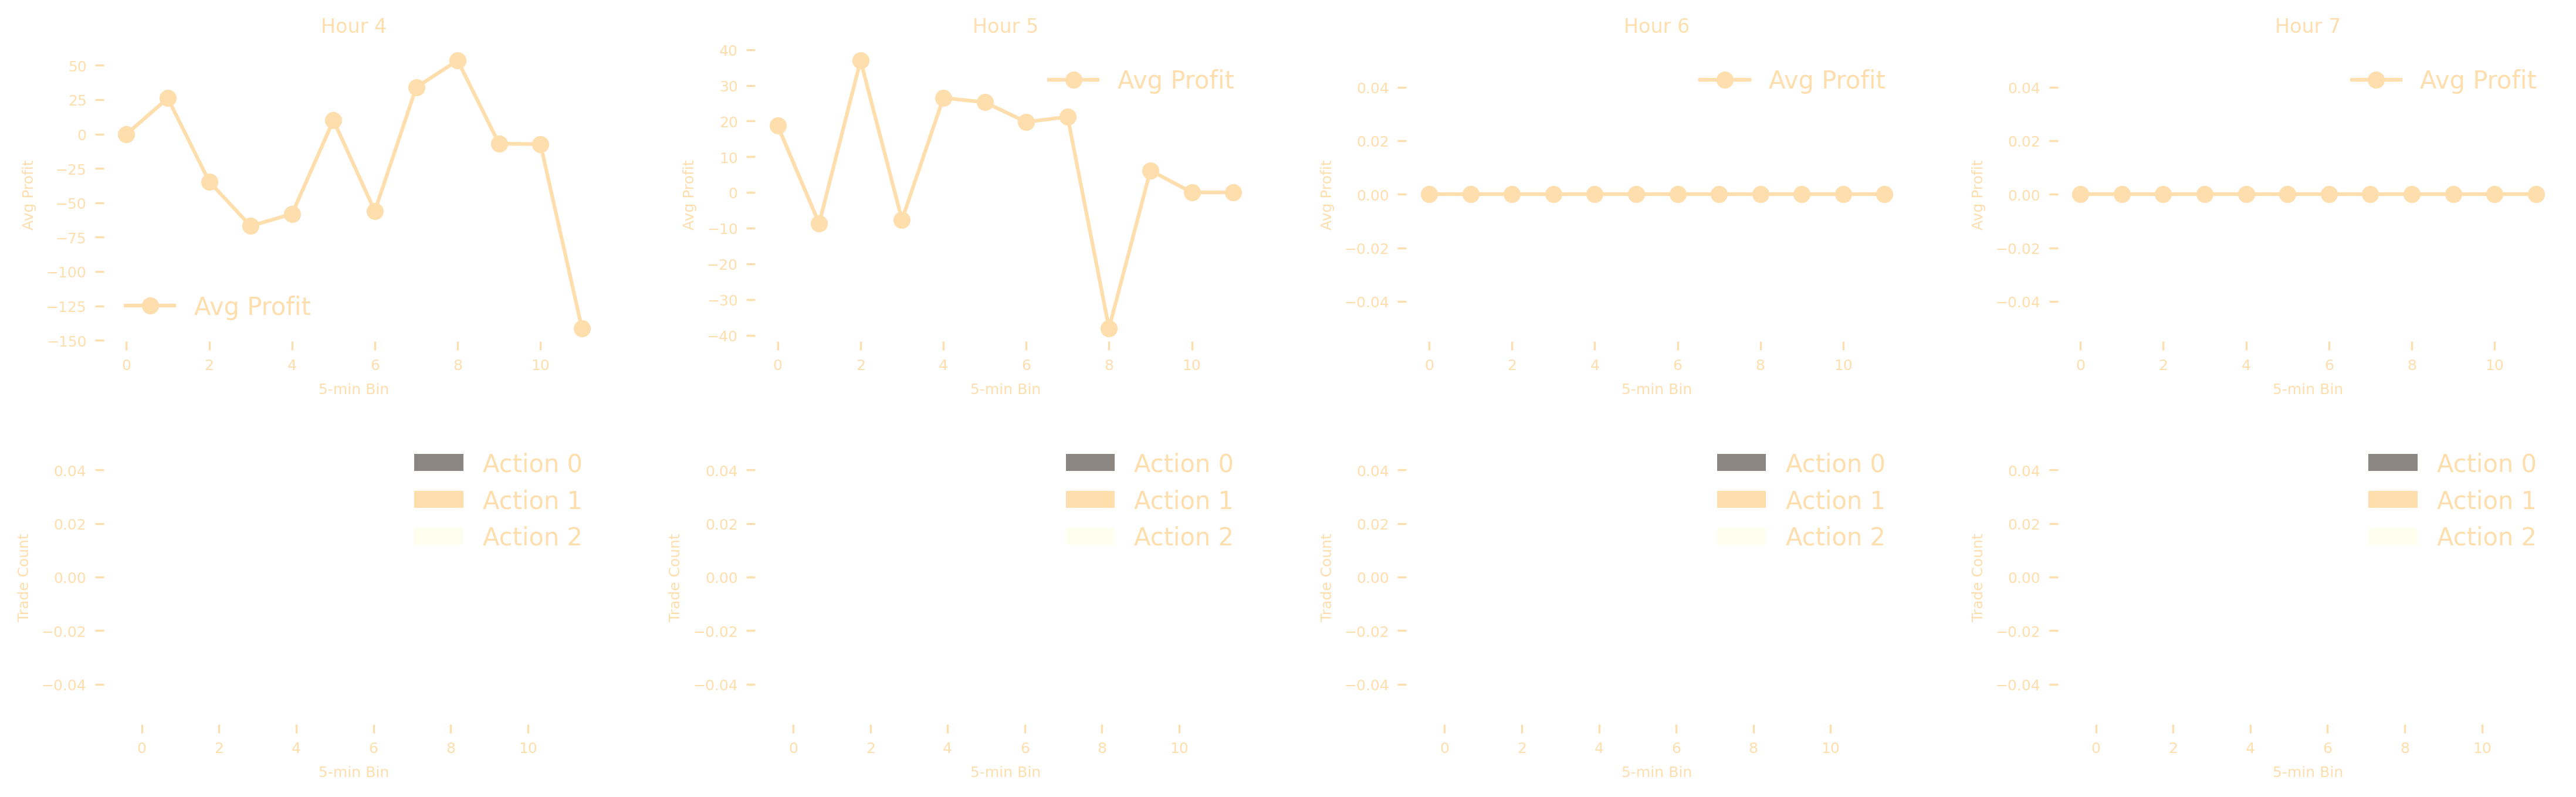 Hour 4
50
25
0
−25
−50
−75
−100
−125
−150
Avg Profit
Avg Profit
0 2 4 6 8 10
5-min Bin
Hour 5
40
30
20
10
0
−10
−20
−30
−40
Avg Profit
Avg Profit
0 2 4 6 8 10
5-min Bin
Hour 6
0.04
0.02
0.00
−0.02
−0.04
Avg Profit
Avg Profit
0 2 4 6 8 10
5-min Bin
Hour 7
0.04
0.02
0.00
−0.02
−0.04
Avg Profit
Avg Profit
0 2 4 6 8 10
5-min Bin
0.04
0.02
0.00
−0.02
−0.04
Trade Count
Action 0
Action 1
Action 2
0 2 4 6 8 10
5-min Bin
0.04
0.02
0.00
−0.02
−0.04
Trade Count
Action 0
Action 1
Action 2
0 2 4 6 8 10
5-min Bin
0.04
0.02
0.00
−0.02
−0.04
Trade Count
Action 0
Action 1
Action 2
0 2 4 6 8 10
5-min Bin
0.04
0.02
0.00
−0.02
−0.04
Trade Count
Action 0
Action 1
Action 2
0 2 4 6 8 10
5-min Bin